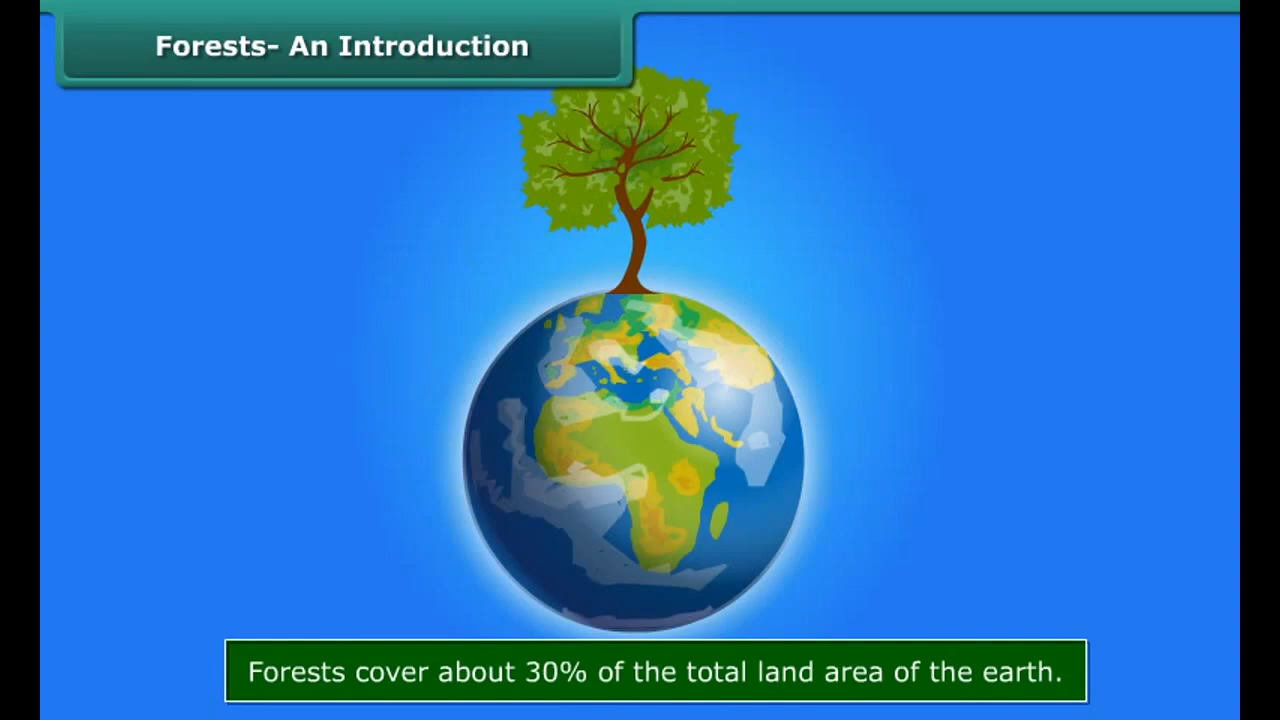 Forests- An Introduction
Forests cover about 30% of the total land area of the earth.